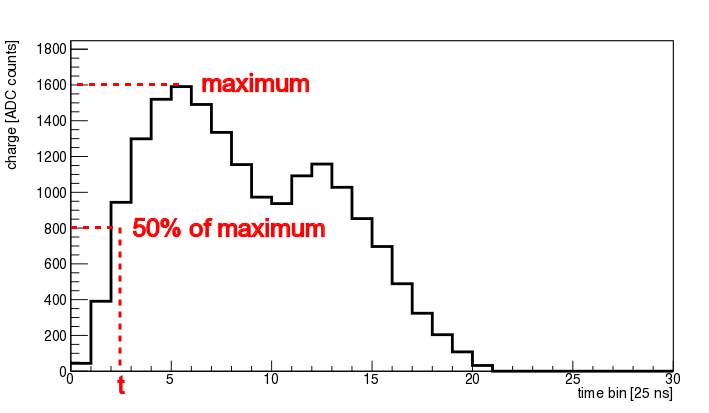 charge [ADC counts]
1800
1600
maximum
1400
1200
1000
800
50% of maximum
600
400
200
0
0 5 10 15 20 25 30
t
time bin [25 ns]